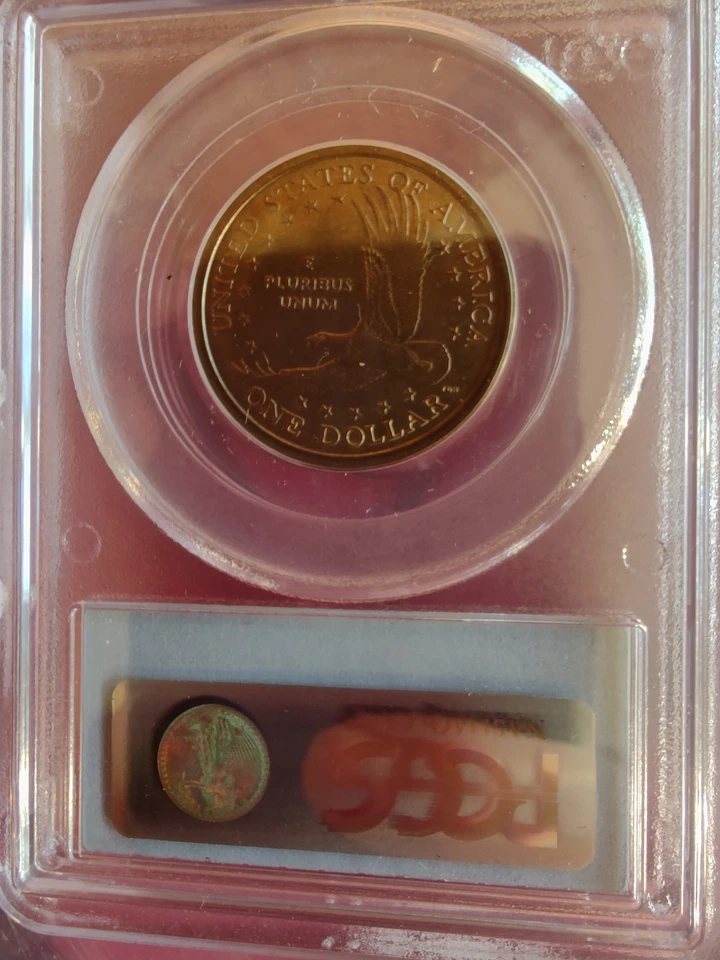 UNITED STATES OF AMERICA
E
PLURIBUS
UNUM
ONE DOLLAR
PCGS